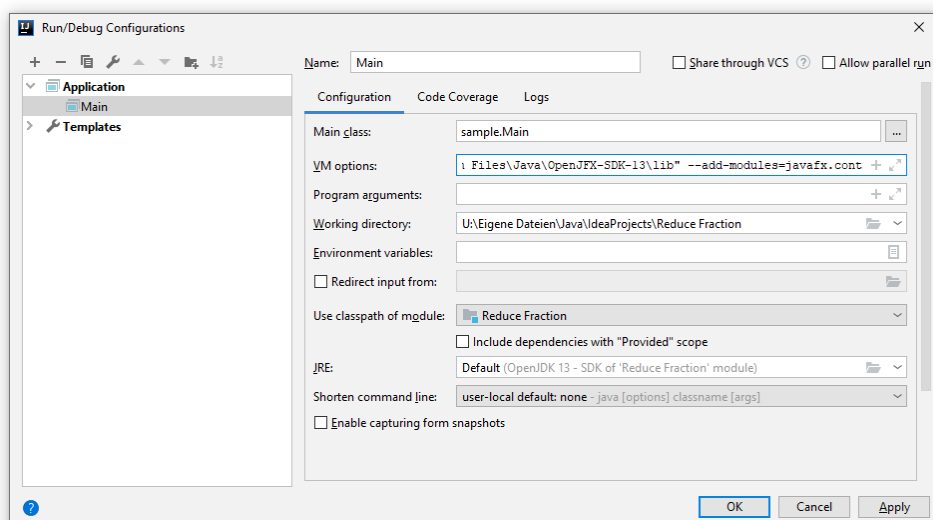 Run/Debug Configurations
Name: Main
Share through VCS ? Allow parallel run
Application
Main
Templates
Configuration Code Coverage Logs
Main class: sample.Main ...
VM options: Files\Java\OpenJFX-SDK-13\lib" --add-modules=javafx.cont
Program arguments:
Working directory: U:\Eigene Dateien\Java\IdeaProjects\Reduce Fraction
Environment variables:
Redirect input from:
Use classpath of module: Reduce Fraction
Include dependencies with "Provided" scope
JRE: Default (OpenJDK 13 - SDK of 'Reduce Fraction' module)
Shorten command line: user-local default: none - java [options] classname [args]
Enable capturing form snapshots
? OK Cancel Apply